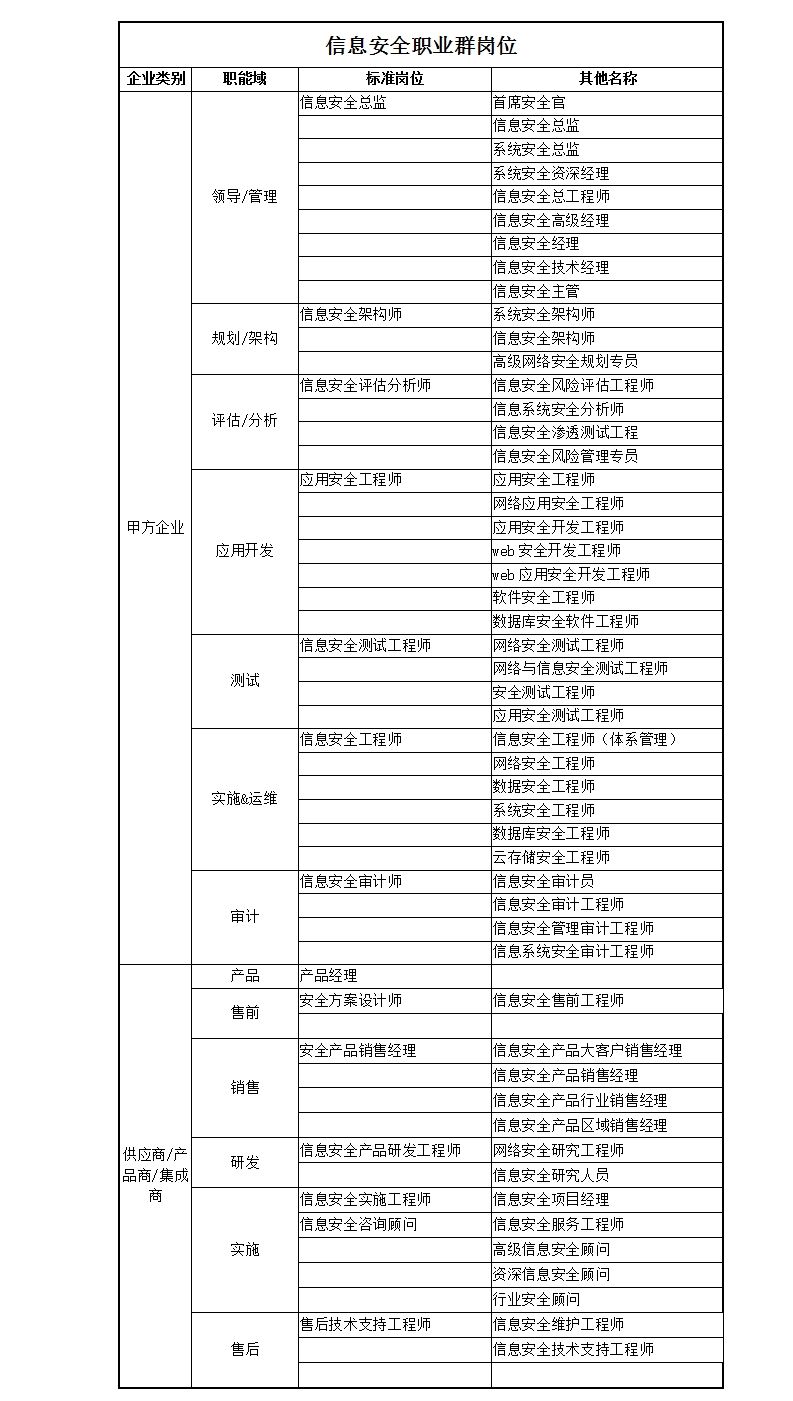 信息安全职业群岗位
企业类别 职能域 标准岗位 其他名称
甲方企业 领导/管理 信息安全总监 首席安全官
信息安全总监
系统安全总监
系统安全资深经理
信息安全总工程师
信息安全高级经理
信息安全经理
信息安全技术经理
信息安全主管
规划/架构 信息安全架构师 系统安全架构师
信息安全架构师
高级网络安全规划专员
评估/分析 信息安全评估分析师 信息安全风险评估工程师
信息系统安全分析师
信息安全渗透测试工程
信息安全风险管理专员
应用开发 应用安全工程师 应用安全工程师
网络应用安全工程师
应用安全开发工程师
web安全开发工程师
web应用安全开发工程师
软件安全工程师
数据库安全软件工程师
测试 信息安全测试工程师 网络安全测试工程师
网络与信息安全测试工程师
安全测试工程师
应用安全测试工程师
实施&运维 信息安全工程师 信息安全工程师（体系管理）
网络安全工程师
数据安全工程师
系统安全工程师
数据库安全工程师
云存储安全工程师
审计 信息安全审计师 信息安全审计员
信息安全审计工程师
信息安全管理审计工程师
信息系统安全审计工程师
供应商/产
品商/集成
商
产品 产品经理
售前 安全方案设计师 信息安全售前工程师
销售 安全产品销售经理 信息安全产品大客户销售经理
信息安全产品销售经理
信息安全产品行业销售经理
信息安全产品区域销售经理
研发 信息安全产品研发工程师 网络安全研究工程师
信息安全研究人员
实施 信息安全实施工程师 信息安全项目经理
信息安全咨询顾问 信息安全服务工程师
高级信息安全顾问
资深信息安全顾问
行业安全顾问
售后 售后技术支持工程师 信息安全维护工程师
信息安全技术支持工程师